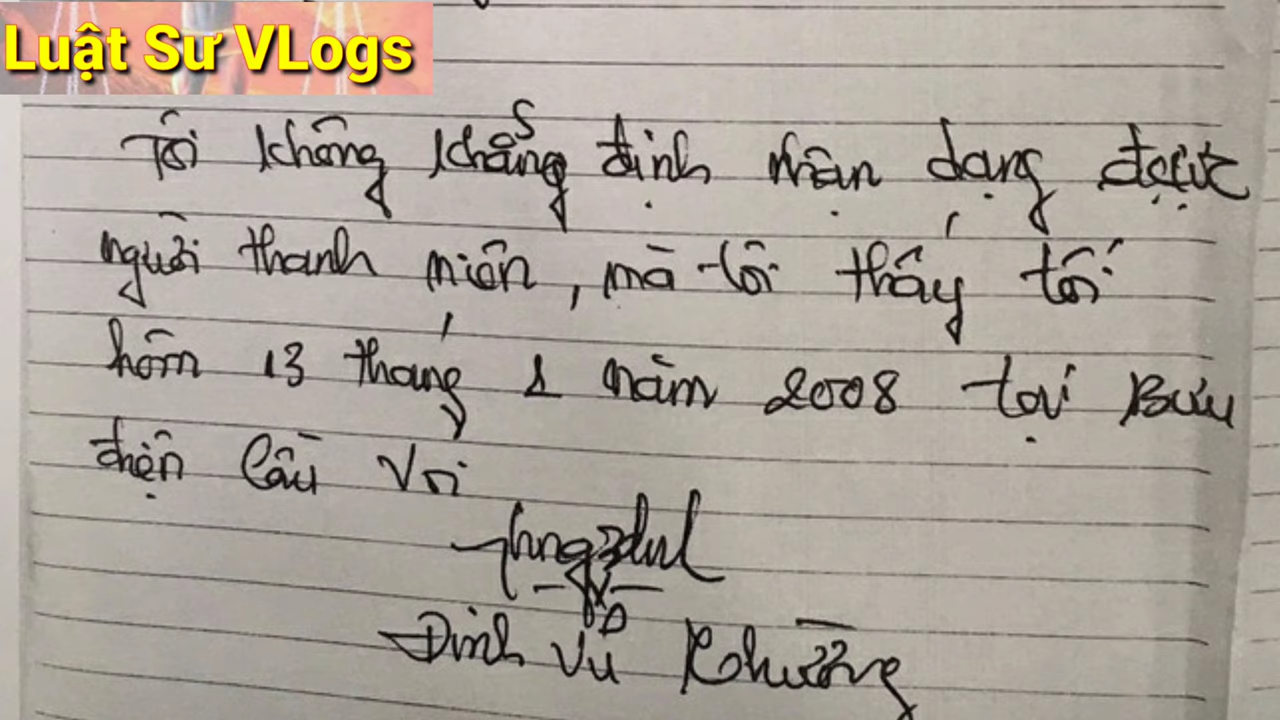 Luật Sư VLogs
Tôi không khẳng định nhận dạng được
người thanh niên, mà tôi thấy tối
hôm 13 tháng 1 năm 2008 tại Bưu
điện Cầu Voi
Đinh Vũ Thường